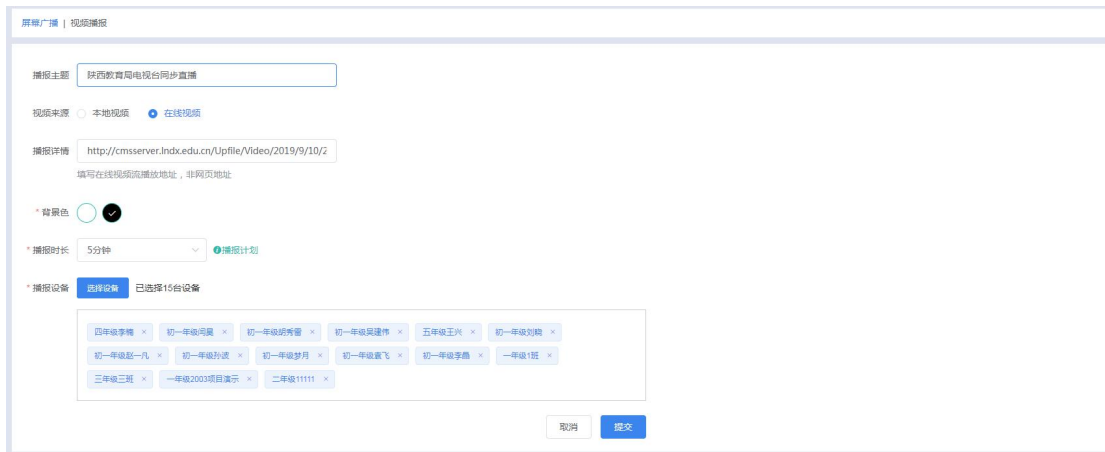 屏幕广播 | 视频播报
播报主题 陕西教育局电视台同步直播
视频来源 本地视频 在线视频
播报详情 http://cmsserver.lndx.edu.cn/Upfile/Video/2019/9/10/2
填写在线视频流播放地址，非网页地址
* 背景色
* 播报时长 5分钟 播报计划
* 播报设备 选择设备 已选择15台设备
四年级李楠 × 初一年级闫昊 × 初一年级胡秀雷 × 初一年级吴建伟 × 五年级王兴 × 初一年级刘晓 ×
初一年级赵一凡 × 初一年级孙波 × 初一年级梦月 × 初一年级袁飞 × 初一年级李晶 × 一年级1班 ×
三年级三班 × 一年级2003项目演示 × 二年级11111 ×
取消 提交